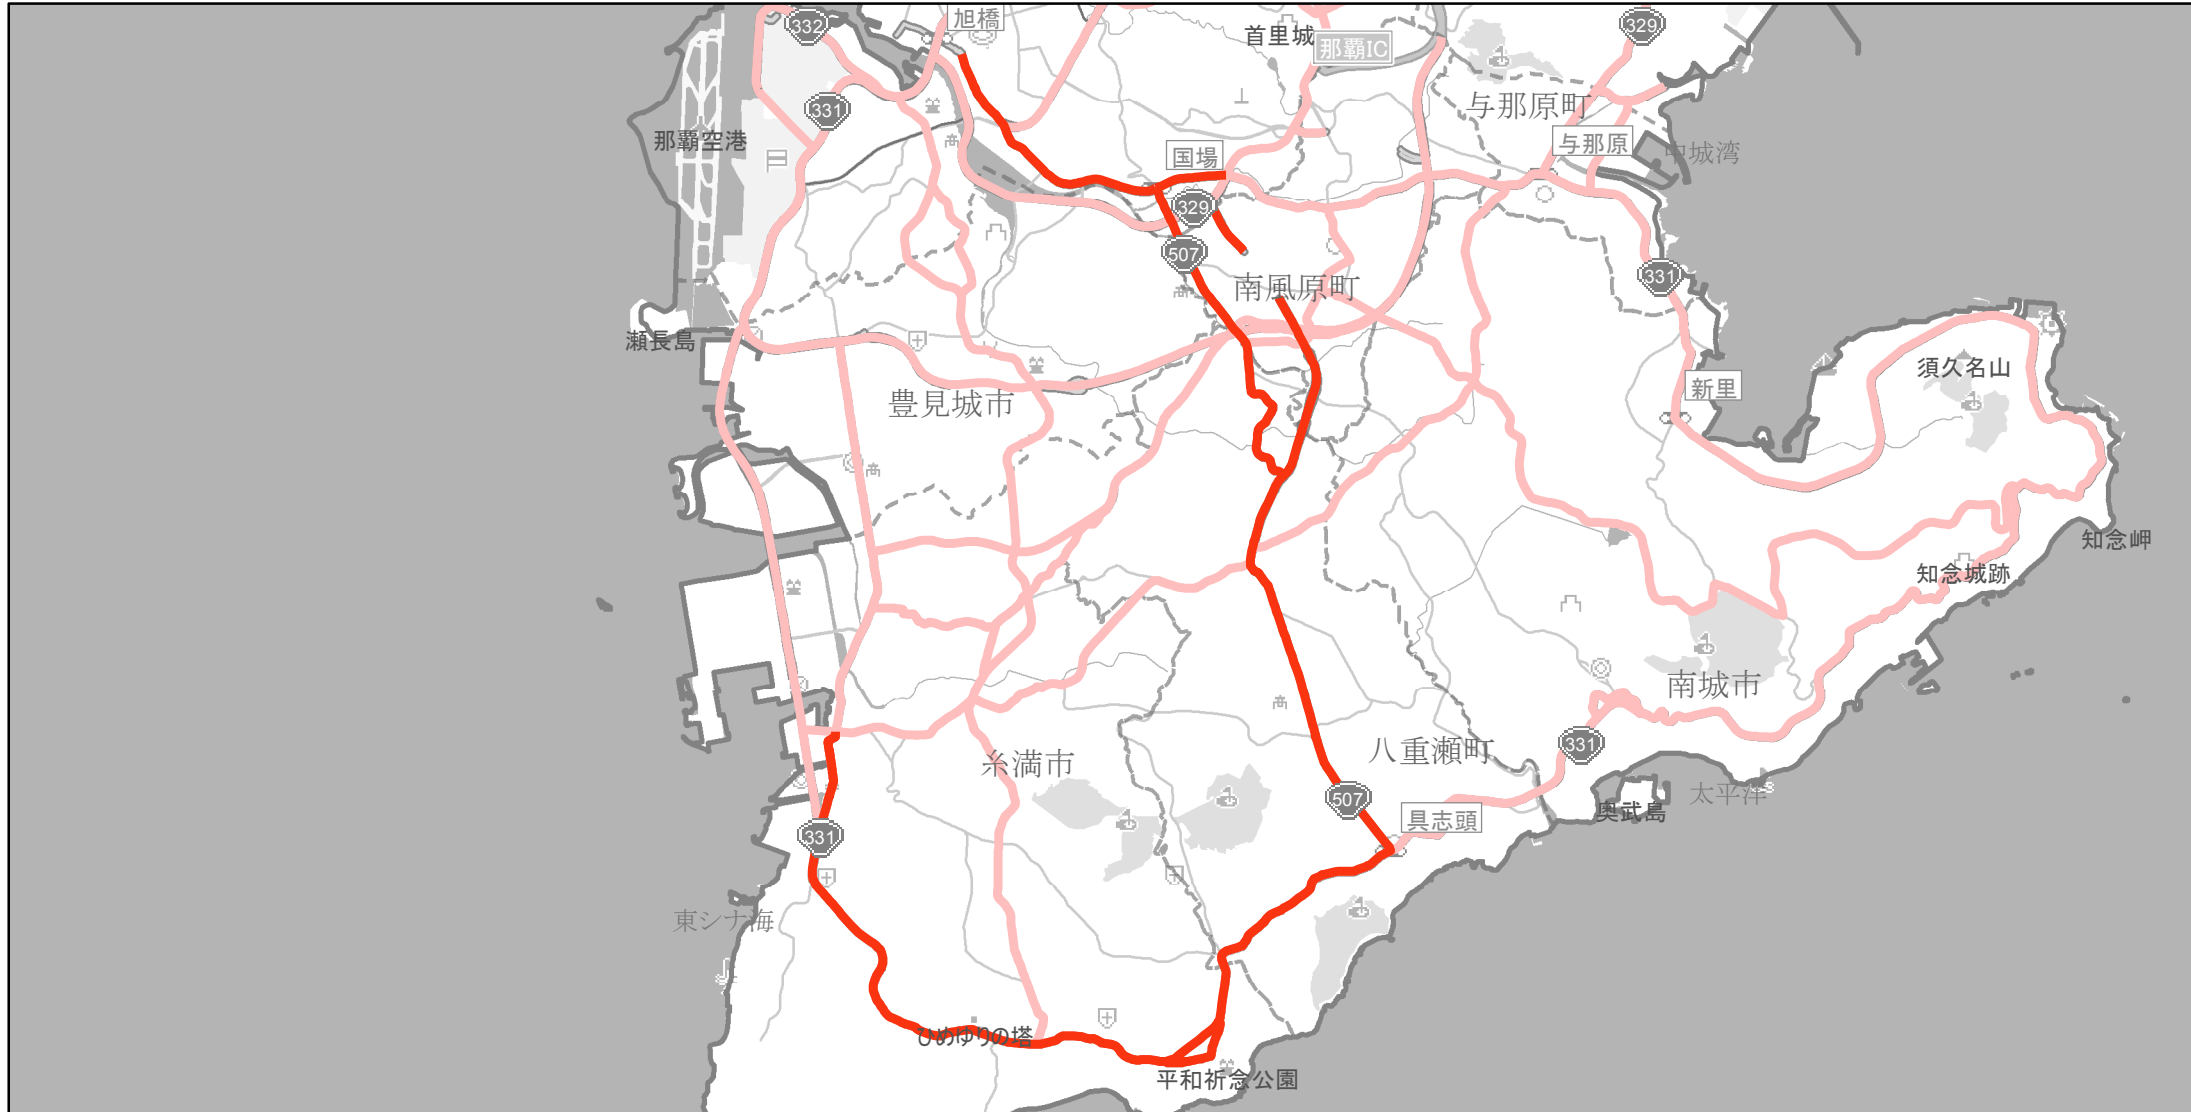 332
旭橋
首里城
那覇IC
329
331
与那原町
那覇空港
国場
与那原
中城湾
329
507
南風原町
331
瀬長島
豊見城市
新里
須久名山
知念岬
知念城跡
南城市
糸満市
八重瀬町
331
507
具志頭
奥武島
太平洋
331
東シナ海
ひめゆりの塔
平和祈念公園